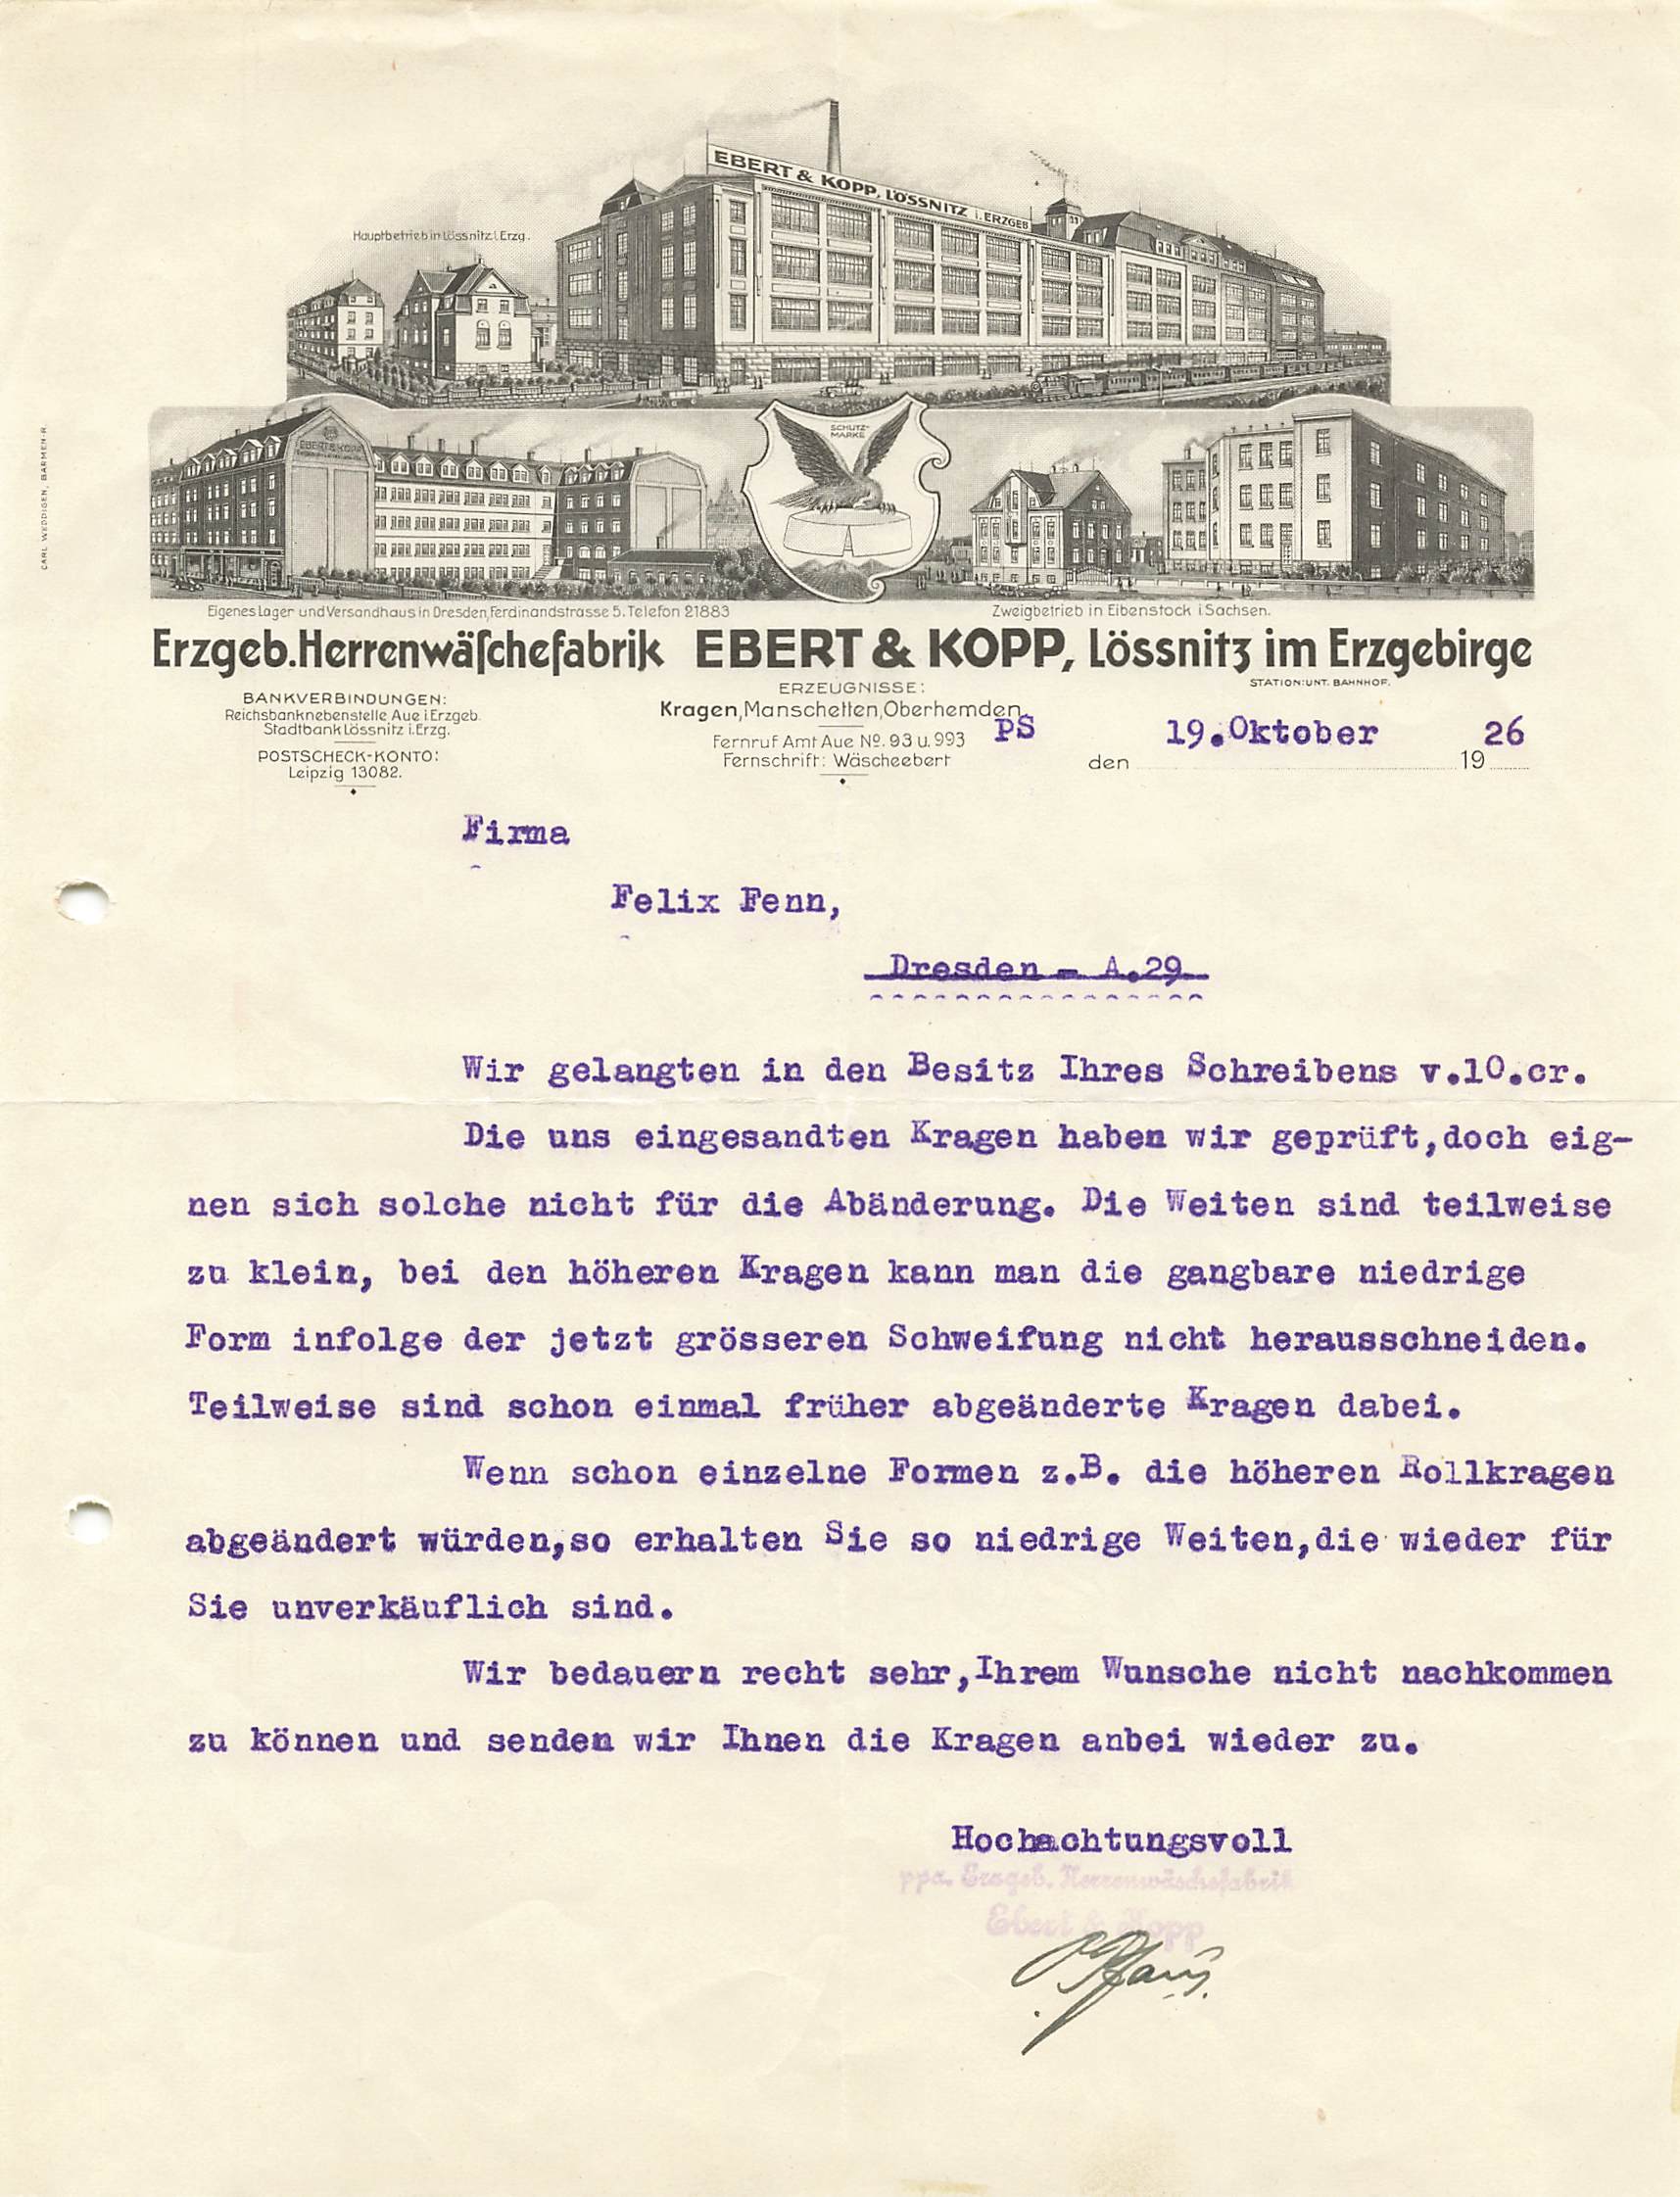 EBERT & KOPP, LÖSSNITZ i. ERZGEB.
Hauptbetrieb in Lössnitz i. Erzg.
EBERT & KOPP
SCHUTZ-
MARKE
CARL WEDDIGEN, BARMEN-R.
Eigenes Lager und Versandhaus in Dresden, Ferdinandstrasse 5. Telefon 21883
Zweigbetrieb in Eibenstock i. Sachsen.
Erzgeb. Herrenwäſchefabrik EBERT & KOPP, Lössnitz im Erzgebirge
STATION: UNT. BAHNHOF.
BANKVERBINDUNGEN:
Reichsbanknebenstelle Aue i. Erzgeb.
Stadtbank Lössnitz i. Erzg.
POSTSCHECK-KONTO:
Leipzig 13082.
ERZEUGNISSE:
Kragen, Manschetten, Oberhemden.
Fernruf Amt Aue No. 93 u. 993
Fernschrift: Wäscheebert
PS
den 19.Oktober 1926
Firma
Felix Fenn,
Dresden - A.29
Wir gelangten in den Besitz Ihres Schreibens v.10.cr.
Die uns eingesandten Kragen haben wir geprüft,doch eig-
nen sich solche nicht für die Abänderung. Die Weiten sind teilweise
zu klein, bei den höheren Kragen kann man die gangbare niedrige
Form infolge der jetzt grösseren Schweifung nicht herausschneiden.
Teilweise sind schon einmal früher abgeänderte Kragen dabei.
Wenn schon einzelne Formen z.B. die höheren Rollkragen
abgeändert würden,so erhalten Sie so niedrige Weiten,die wieder für
Sie unverkäuflich sind.
Wir bedauern recht sehr,Ihrem Wunsche nicht nachkommen
zu können und senden wir Ihnen die Kragen anbei wieder zu.
Hochachtungsvoll
ppa. Erzgeb. Herrenwäschefabrik
Ebert & Kopp